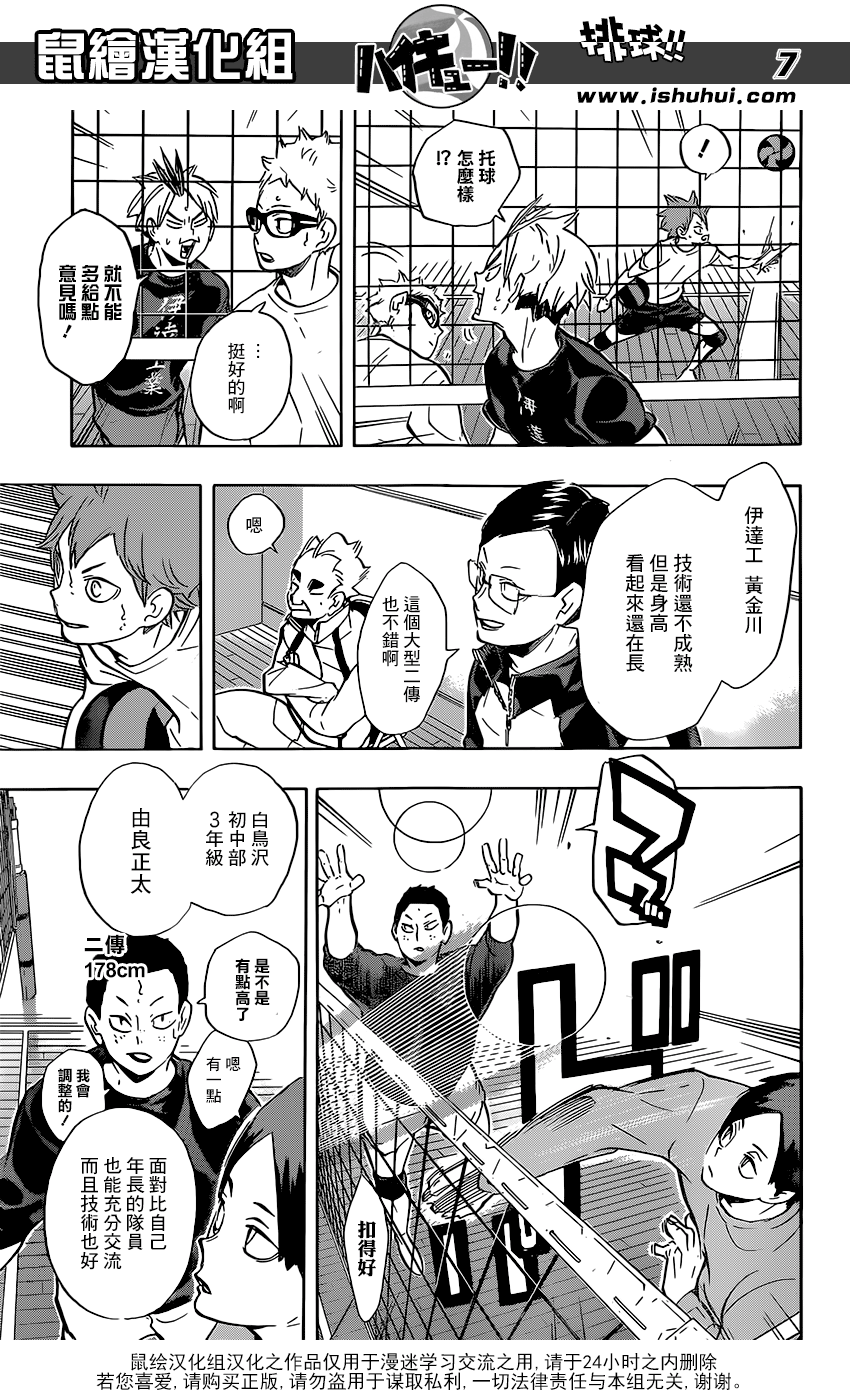 鼠繪漢化組
ハイキュー!!
排球!!
7
www.ishuhui.com
!
托球
怎麼樣
!?
伊達
就不能
多給點
意見嗎!
…
挺好的啊
伊達工業
伊達工 黃金川
技術還不成熟
但是身高
看起來還在長
這個大型二傳
也不錯啊
嗯
扣得好
白鳥沢
初中部
3年級
由良正太
二傳
178cm
是不是
有點高了
嗯
有一點
我會
調整的!
面對比自己
年長的隊員
也能充分交流
而且技術也好
鼠绘汉化组汉化之作品仅用于漫迷学习交流之用, 请于24小时之内删除
若您喜爱, 请购买正版, 请勿盗用于谋取私利, 一切法律责任与本组无关, 谢谢。